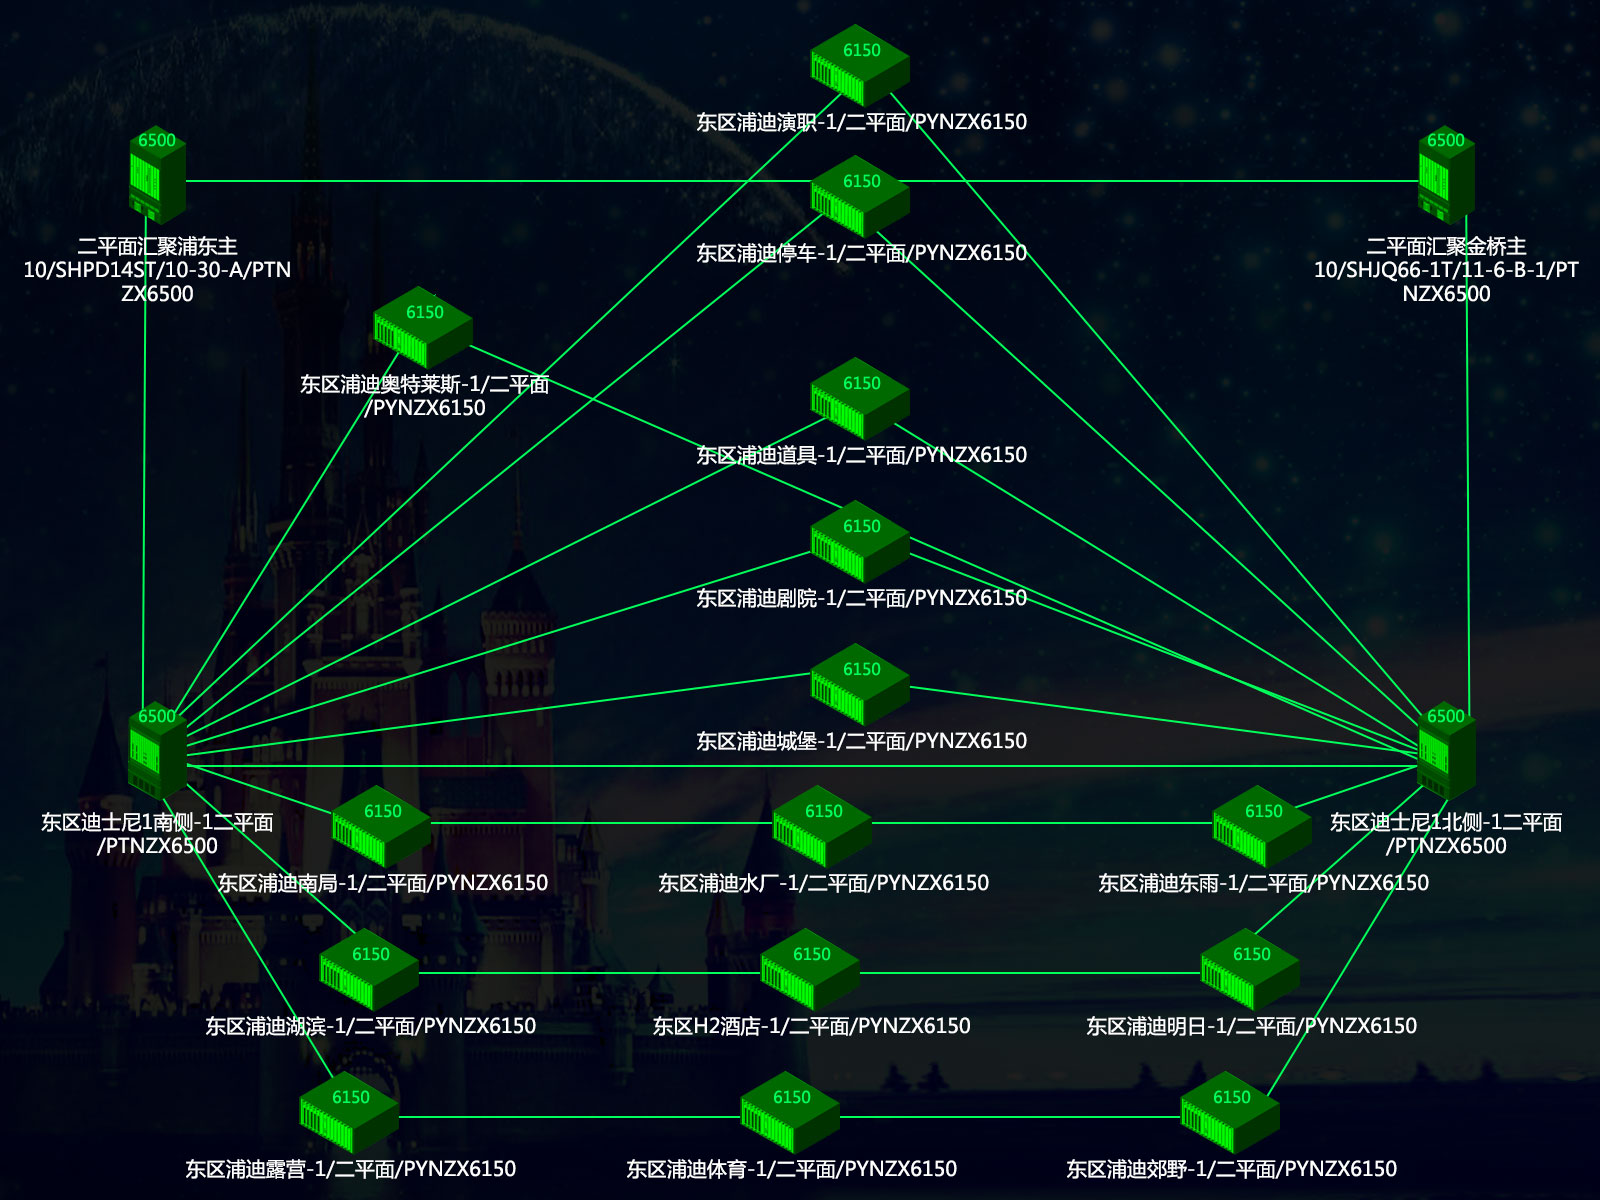 6150
东区浦迪演职-1/二平面/PYNZX6150
6500
二平面汇聚浦东主
10/SHPD14ST/10-30-A/PTN
ZX6500
6150
东区浦迪停车-1/二平面/PYNZX6150
6500
二平面汇聚金桥主
10/SHJQ66-1T/11-6-B-1/PT
NZX6500
6150
东区浦迪奥特莱斯-1/二平面
/PYNZX6150
6150
东区浦迪道具-1/二平面/PYNZX6150
6150
东区浦迪剧院-1/二平面/PYNZX6150
6150
东区浦迪城堡-1/二平面/PYNZX6150
6500
东区迪士尼1南侧-1二平面
/PTNZX6500
6500
东区迪士尼1北侧-1二平面
/PTNZX6500
6150
东区浦迪南局-1/二平面/PYNZX6150
6150
东区浦迪水厂-1/二平面/PYNZX6150
6150
东区浦迪东雨-1/二平面/PYNZX6150
6150
东区浦迪湖滨-1/二平面/PYNZX6150
6150
东区H2酒店-1/二平面/PYNZX6150
6150
东区浦迪明日-1/二平面/PYNZX6150
6150
东区浦迪露营-1/二平面/PYNZX6150
6150
东区浦迪体育-1/二平面/PYNZX6150
6150
东区浦迪郊野-1/二平面/PYNZX6150